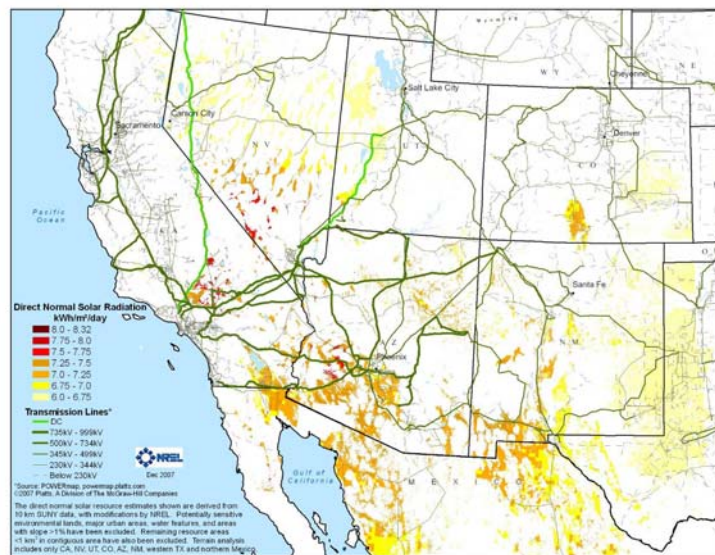 WY
NE
Cheyenne
Salt Lake City
Carson City
Sacramento
NV
UT
Denver
CO
Pacific
Ocean
Santa Fe
AZ
Phoenix
N M
Direct Normal Solar Radiation
kWh/m²/day
8.0 - 8.32
7.75 - 8.0
7.5 - 7.75
7.25 - 7.5
7.0 - 7.25
6.75 - 7.0
6.0 - 6.75
Transmission Lines*
DC
735kV - 999kV
500kV - 734kV
345kV - 499kV
230kV - 344kV
Below 230kV
NREL
Dec 2007
Gulf of
California
M E X I C O
*Source: POWERmap, powermap.platts.com
©2007 Platts, A Division of The McGraw-Hill Companies
The direct normal solar resource estimates shown are derived from
10 km SUNY data, with modifications by NREL. Potentially sensitive
environmental lands, major urban areas, water features, and areas
with slope >1% have been excluded. Remaining resource areas
<1 km² in contiguous area have also been excluded. Terrain analysis
includes only CA, NV, UT, CO, AZ, NM, western TX and northern Mexico.